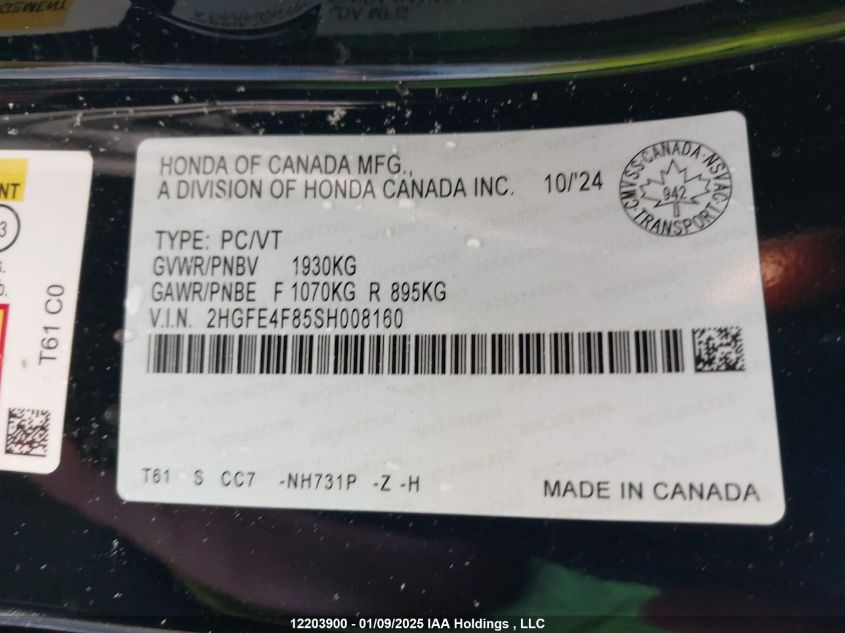 HONDA OF CANADA MFG.,
A DIVISION OF HONDA CANADA INC. 10/'24
CMVSS CANADA NSVAC
942
TRANSPORT
TYPE: PC/VT
GVWR/PNBV 1930KG
GAWR/PNBE F 1070KG R 895KG
V.I.N. 2HGFE4F85SH008160
T61 S CC7 -NH731P -Z -H
MADE IN CANADA
T61 C0
12203900 - 01/09/2025 IAA Holdings , LLC